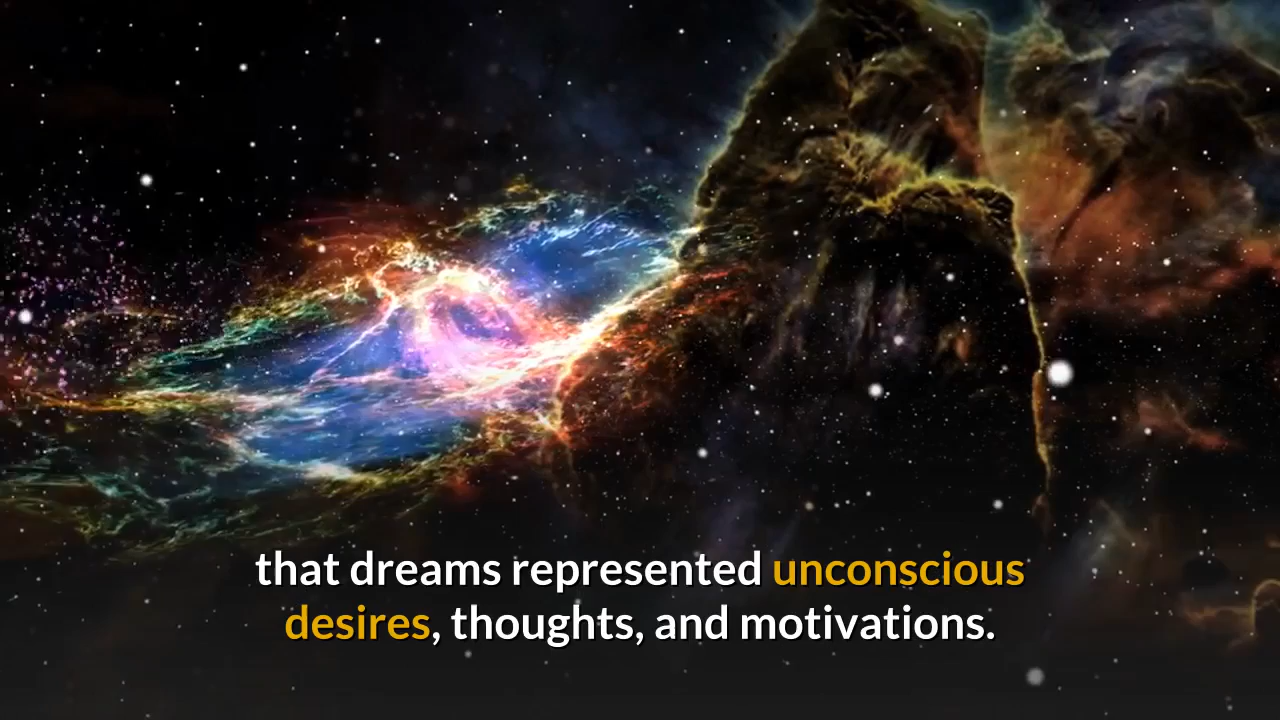 that dreams represented unconscious
desires, thoughts, and motivations.